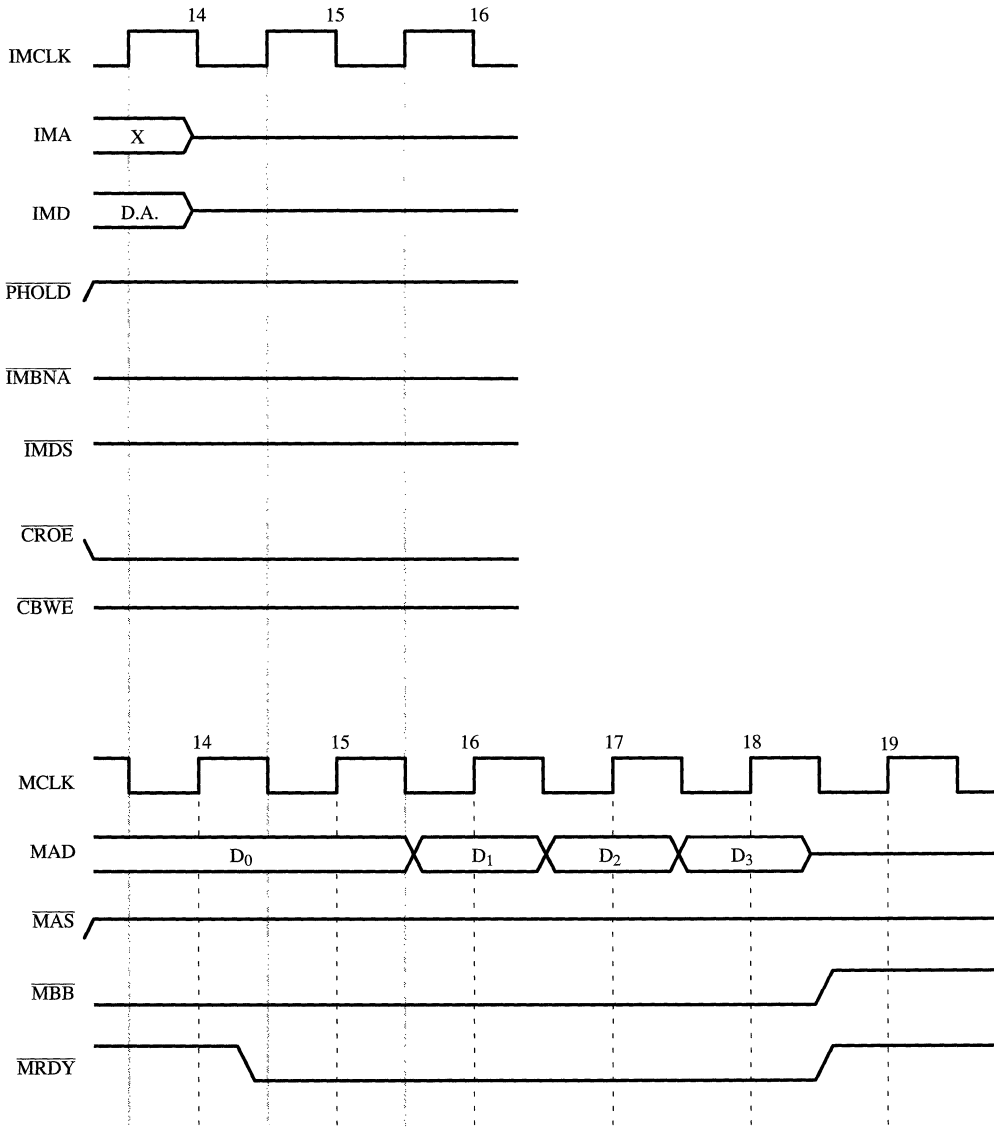 14 15 16
IMCLK
IMA X
IMD D.A.
PHOLD
IMBNA
IMDS
CROE
CBWE
14 15 16 17 18 19
MCLK
MAD D₀ D₁ D₂ D₃
MAS
MBB
MRDY